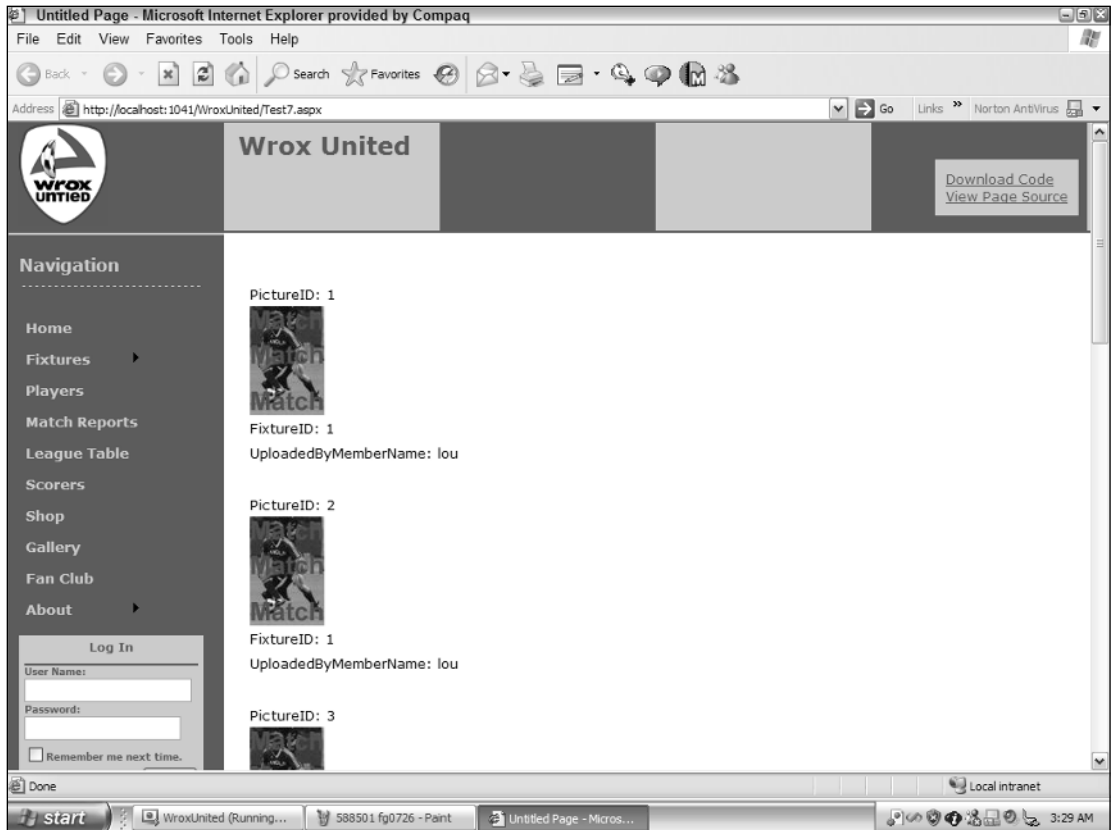 Untitled Page - Microsoft Internet Explorer provided by Compaq
File Edit View Favorites Tools Help
Back Search Favorites
Address http://localhost:1041/WroxUnited/Test7.aspx Go Links » Norton AntiVirus
wrox
UNTIED
Wrox United
Download Code
View Page Source
Navigation
Home
Fixtures
Players
Match Reports
League Table
Scorers
Shop
Gallery
Fan Club
About
Log In
User Name:
Password:
Remember me next time.
PictureID: 1
Match
Match
Match
FixtureID: 1
UploadedByMemberName: lou
PictureID: 2
Match
Match
Match
FixtureID: 1
UploadedByMemberName: lou
PictureID: 3
Match
Done Local intranet
start WroxUnited (Running... 588501 fg0726 - Paint Untitled Page - Micros... 3:29 AM